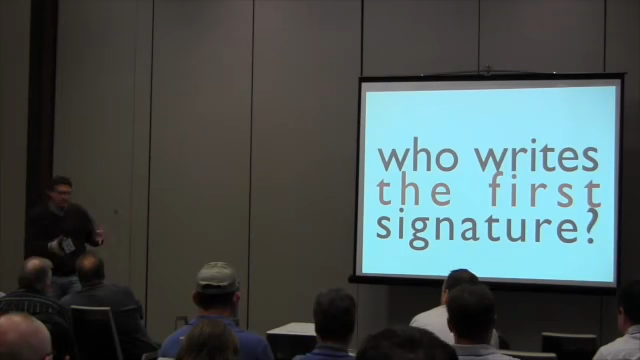 who writes
the first
signature?